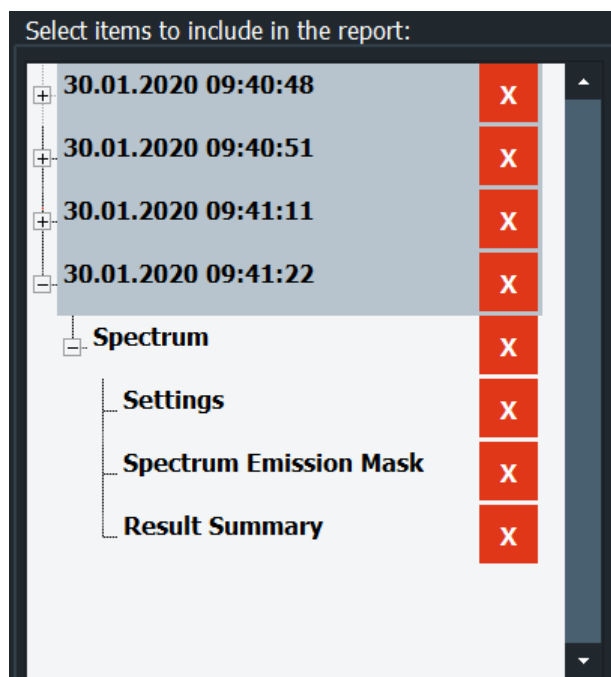 Select items to include in the report:
30.01.2020 09:40:48 X
30.01.2020 09:40:51 X
30.01.2020 09:41:11 X
30.01.2020 09:41:22 X
Spectrum X
Settings X
Spectrum Emission Mask X
Result Summary X